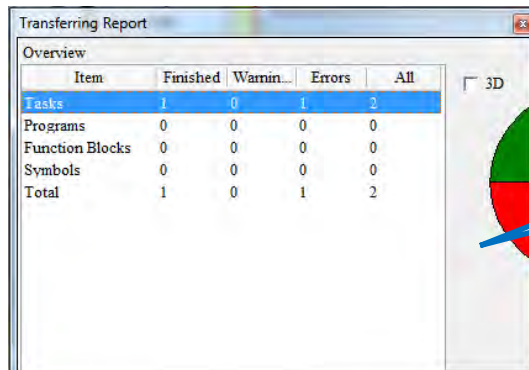 Transferring Report
Overview
Item Finished Warnin... Errors All
Tasks 1 0 1 2
Programs 0 0 0 0
Function Blocks 0 0 0 0
Symbols 0 0 0 0
Total 1 0 1 2
3D